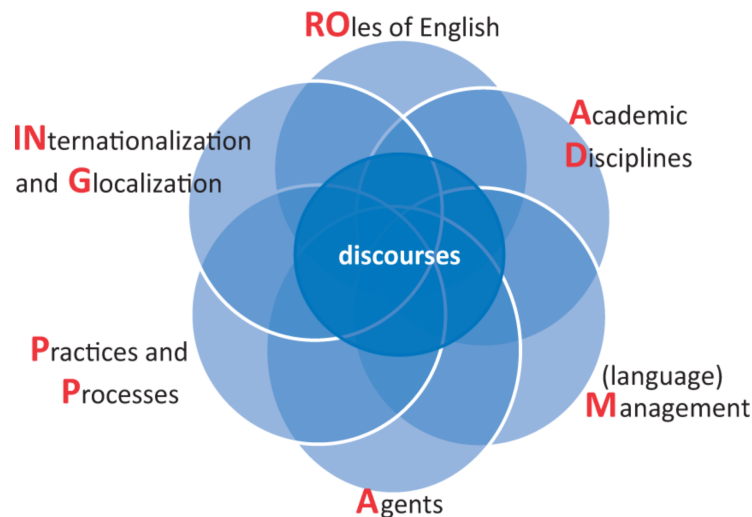 ROles of English
Academic
Disciplines
INternationalization
and Glocalization
discourses
Practices and
Processes
(language)
Management
Agents